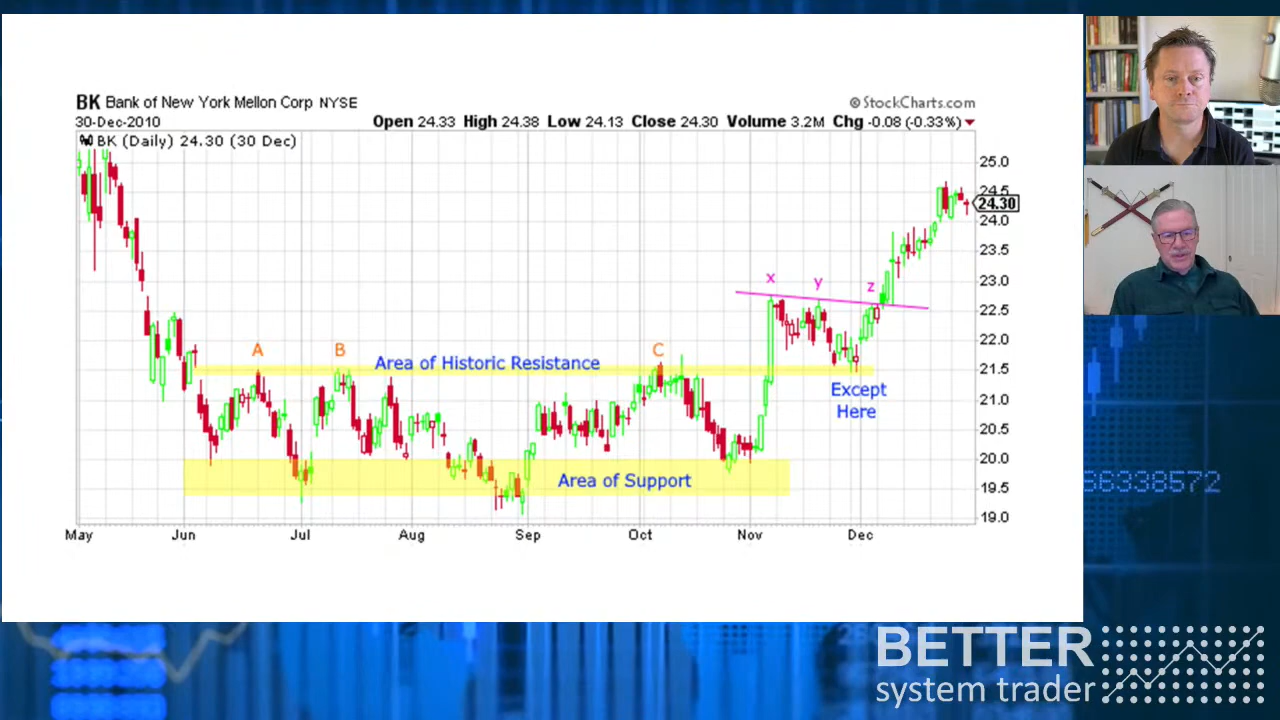 BK Bank of New York Mellon Corp NYSE
© StockCharts.com
30-Dec-2010
Open 24.33 High 24.38 Low 24.13 Close 24.30 Volume 3.2M Chg -0.08 (-0.33%)
BK (Daily) 24.30 (30 Dec)
25.0
24.5
24.30
24.0
23.5
23.0
22.5
22.0
21.5
21.0
20.5
20.0
19.5
19.0
x
y
z
A
B
C
Area of Historic Resistance
Except
Here
Area of Support
May
Jun
Jul
Aug
Sep
Oct
Nov
Dec
66338572
BETTER
system trader